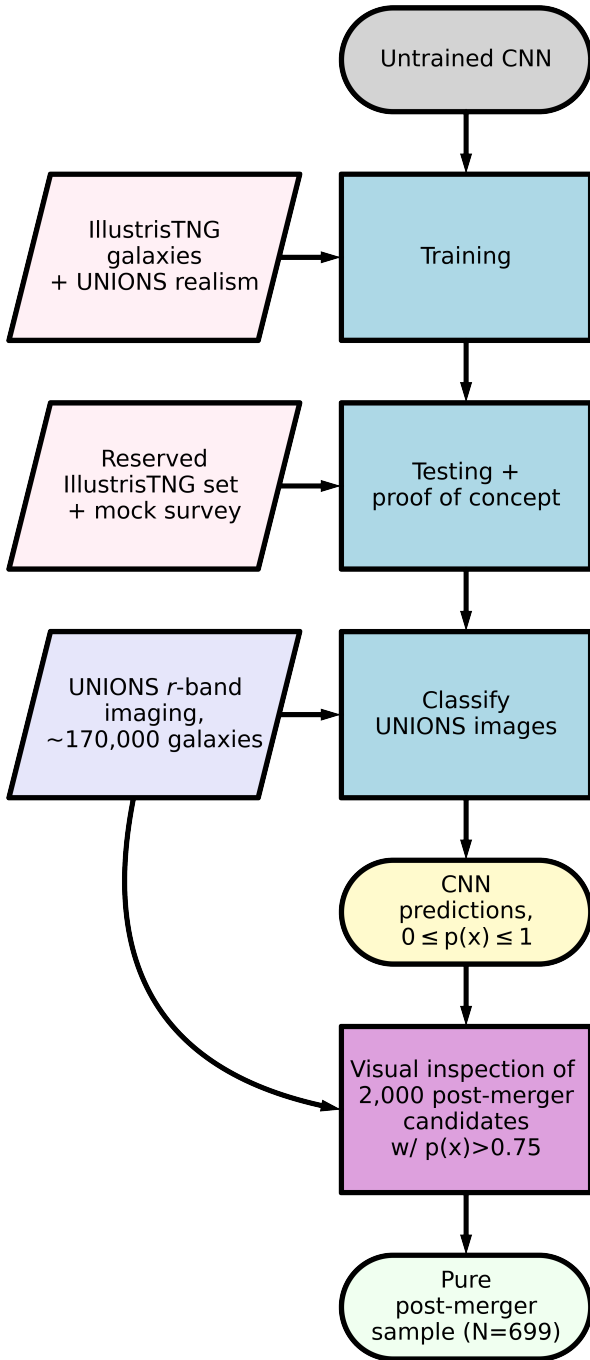 Untrained CNN
IllustrisTNG
galaxies
+ UNIONS realism
Training
Reserved
IllustrisTNG set
+ mock survey
Testing +
proof of concept
UNIONS r-band
imaging,
~170,000 galaxies
Classify
UNIONS images
CNN
predictions,
0 ≤ p(x) ≤ 1
Visual inspection of
2,000 post-merger
candidates
w/ p(x)>0.75
Pure
post-merger
sample (N=699)